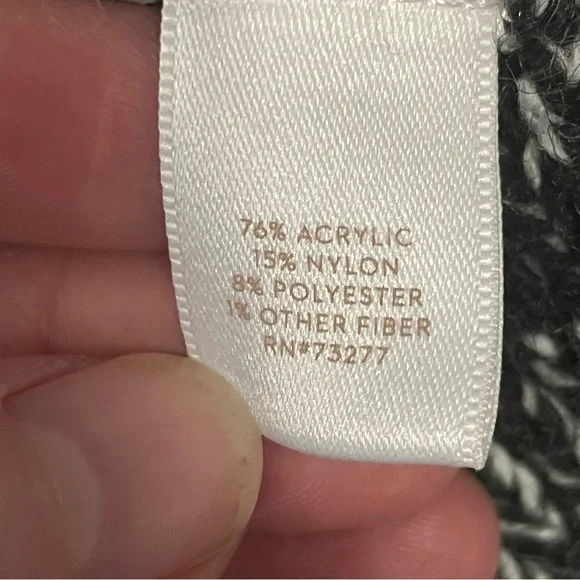 76% ACRYLIC
15% NYLON
8% POLYESTER
1% OTHER FIBER
RN#73277